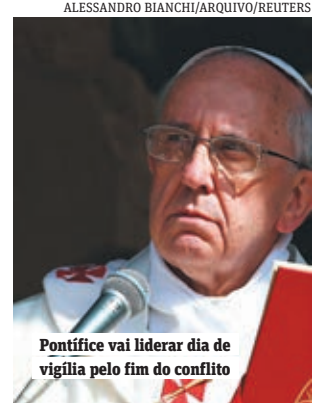 ALESSANDRO BIANCHI/ARQUIVO/REUTERS
Pontífice vai liderar dia de
vigília pelo fim do conflito